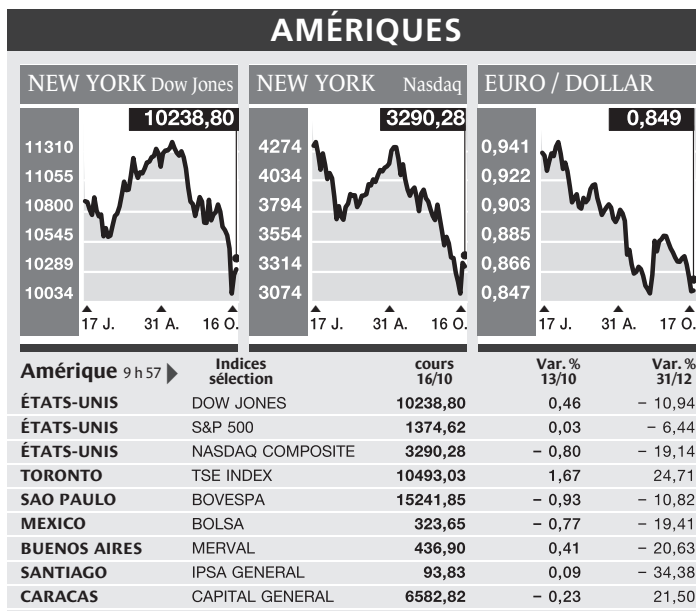 AMÉRIQUES
NEW YORK Dow Jones
10238,80
11310
11055
10800
10545
10289
10034
17 J. 31 A. 16 O.
NEW YORK Nasdaq
3290,28
4274
4034
3794
3554
3314
3074
17 J. 31 A. 16 O.
EURO / DOLLAR
0,849
0,941
0,922
0,903
0,885
0,866
0,847
17 J. 31 A. 17 O.
Amérique 9 h 57 Indices sélection cours 16/10 Var. % 13/10 Var. % 31/12
ÉTATS-UNIS DOW JONES 10238,80 0,46 – 10,94
ÉTATS-UNIS S&P 500 1374,62 0,03 – 6,44
ÉTATS-UNIS NASDAQ COMPOSITE 3290,28 – 0,80 – 19,14
TORONTO TSE INDEX 10493,03 1,67 24,71
SAO PAULO BOVESPA 15241,85 – 0,93 – 10,82
MEXICO BOLSA 323,65 – 0,77 – 19,41
BUENOS AIRES MERVAL 436,90 0,41 – 20,63
SANTIAGO IPSA GENERAL 93,83 0,09 – 34,38
CARACAS CAPITAL GENERAL 6582,82 – 0,23 21,50